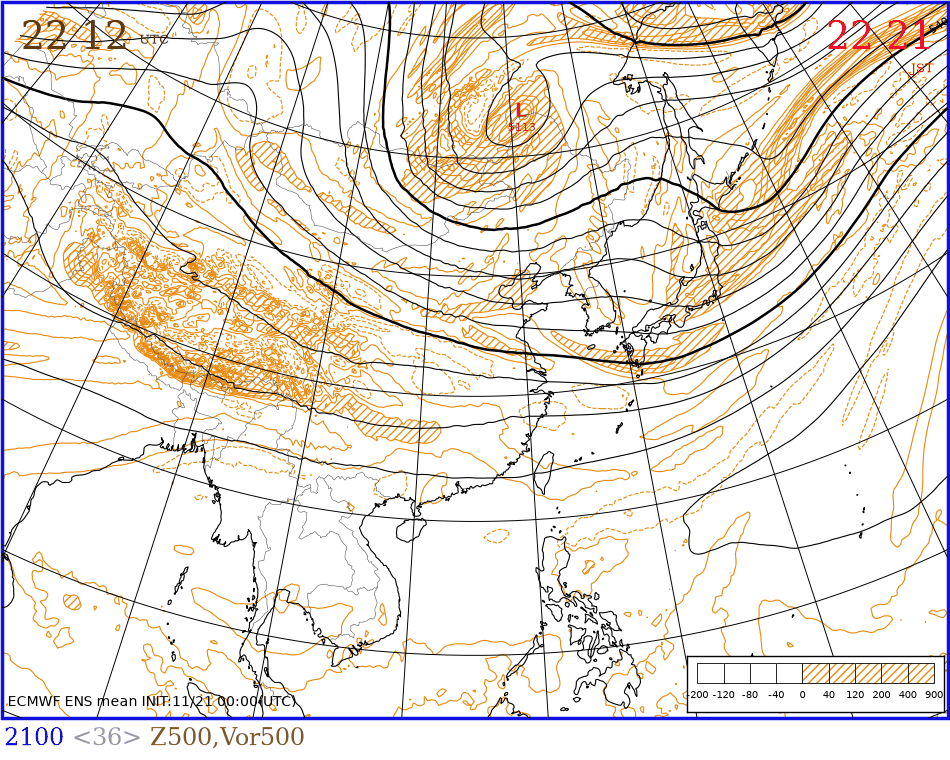 22 12 UTC
22 21
JST
L
5113
-200 -120 -80 -40 0 40 120 200 400 900
ECMWF ENS mean INIT:11/21 00:00(UTC)
2100 <36> Z500,Vor500